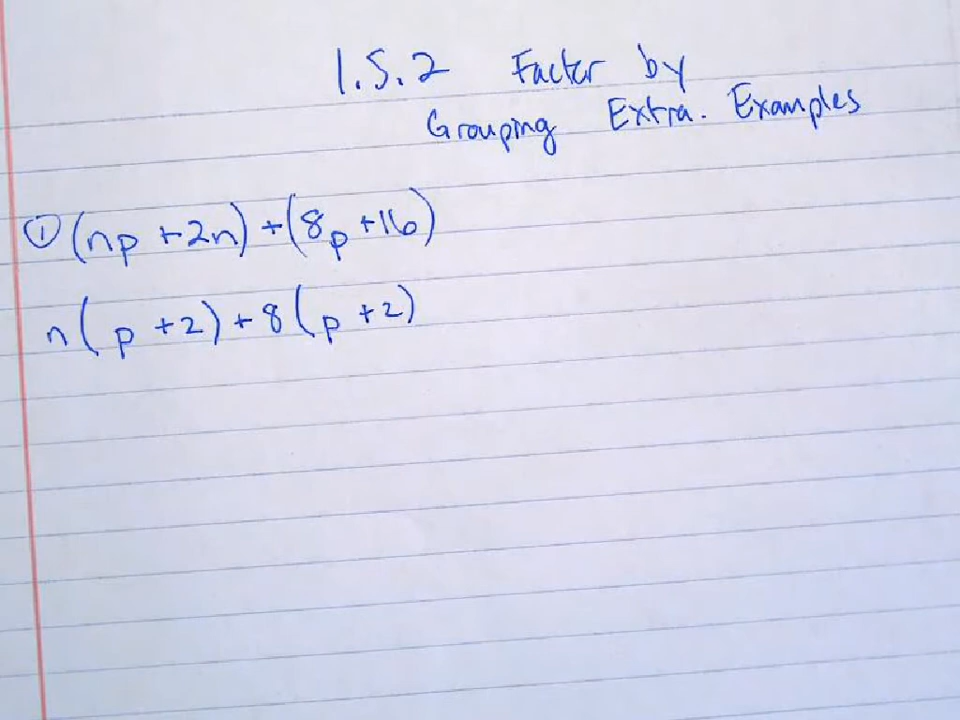 1.5.2 Factor by
Grouping Extra. Examples
① (np +2n) +(8p +16)
n( p +2) + 8 ( p +2)